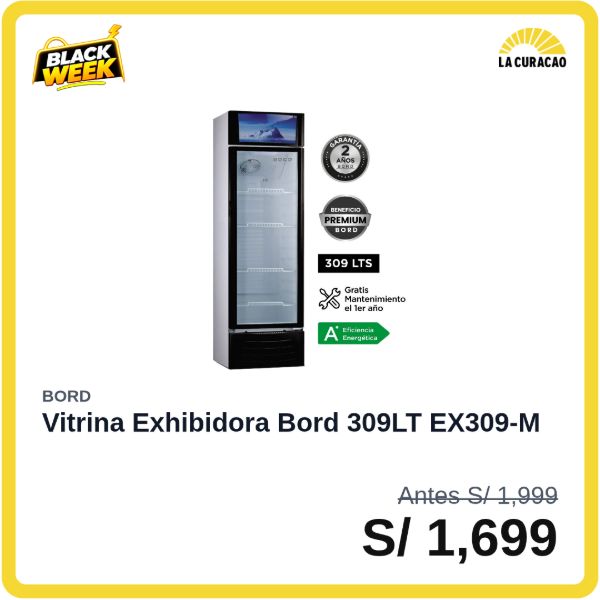 BLACK
WEEK
LA CURACAO
GARANTÍA
2
AÑOS
BORD
BENEFICIO
PREMIUM
BORD
309 LTS
Gratis
Mantenimiento
el 1er año
A+
Eficiencia
Energética
BORD
Vitrina Exhibidora Bord 309LT EX309-M
Antes S/ 1,999
S/ 1,699